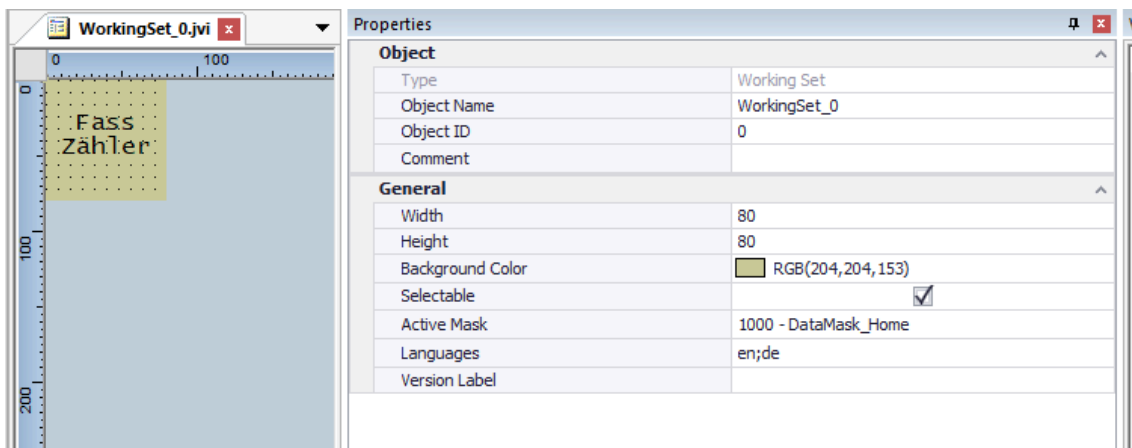 WorkingSet_0.jvi
0 100
0
Fass
Zähler
100
200
Properties
Object
Type Working Set
Object Name WorkingSet_0
Object ID 0
Comment
General
Width 80
Height 80
Background Color RGB(204,204,153)
Selectable
Active Mask 1000 - DataMask_Home
Languages en;de
Version Label